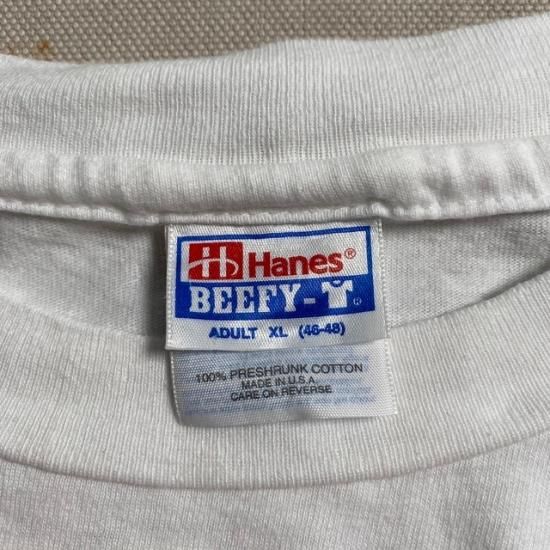 Hanes®
BEEFY-T®
ADULT XL (46-48)
100% PRESHRUNK COTTON
MADE IN U.S.A.
CARE ON REVERSE